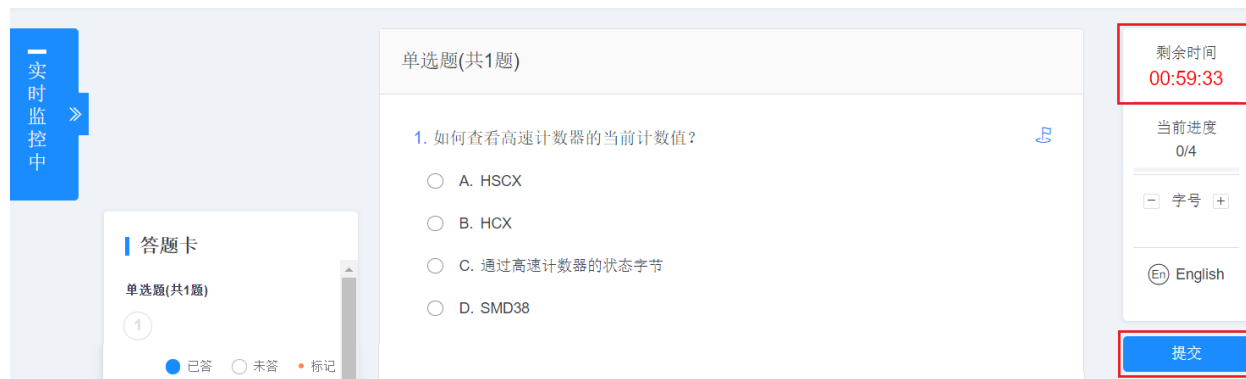 实时监控中
答题卡
单选题(共1题)
1
已答 未答 标记
单选题(共1题)
1. 如何查看高速计数器的当前计数值?
A. HSCX
B. HCX
C. 通过高速计数器的状态字节
D. SMD38
剩余时间
00:59:33
当前进度
0/4
字号
En English
提交